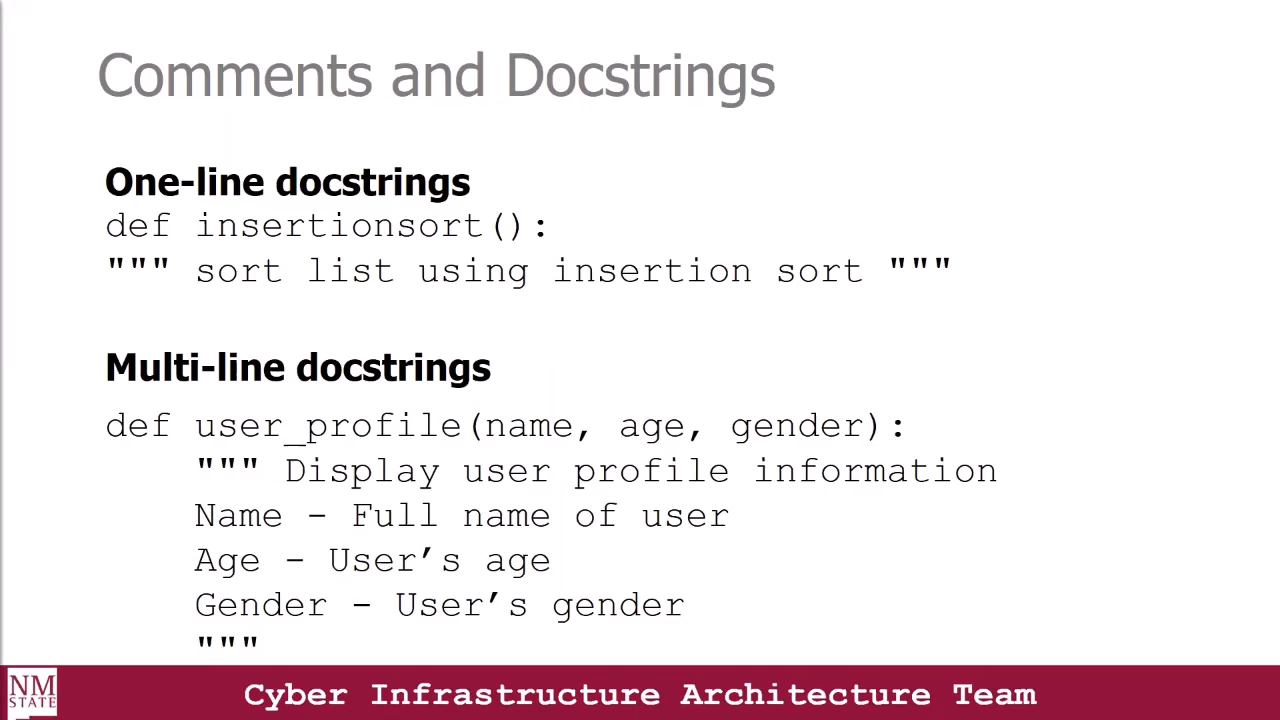 Comments and Docstrings
One-line docstrings
def insertionsort():
""" sort list using insertion sort """
Multi-line docstrings
def user_profile(name, age, gender):
""" Display user profile information
Name - Full name of user
Age - User’s age
Gender - User’s gender
"""
NM
STATE
Cyber Infrastructure Architecture Team